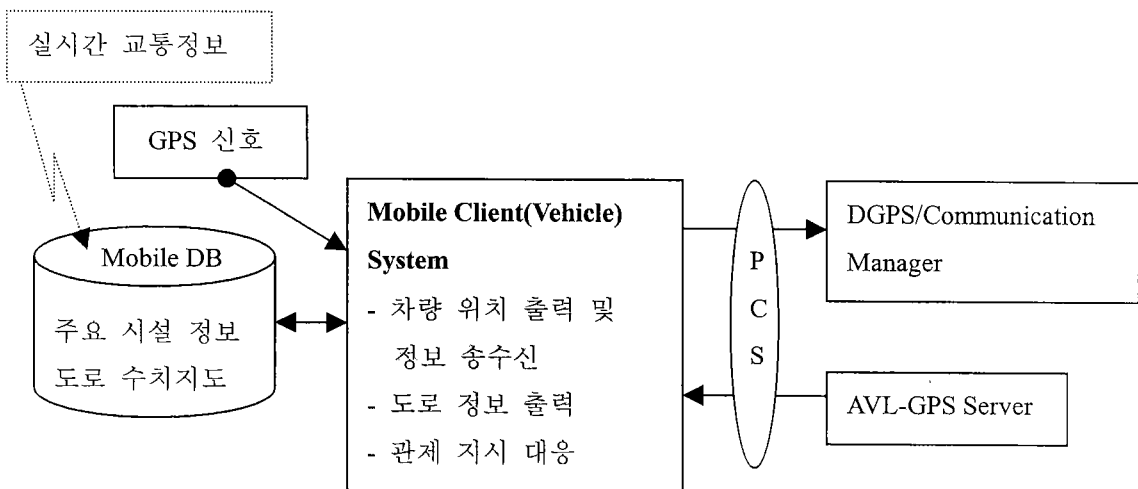 실시간 교통정보
GPS 신호
Mobile DB
주요 시설 정보
도로 수치지도
Mobile Client(Vehicle)
System
- 차량 위치 출력 및
정보 송수신
- 도로 정보 출력
- 관제 지시 대응
P
C
S
DGPS/Communication
Manager
AVL-GPS Server